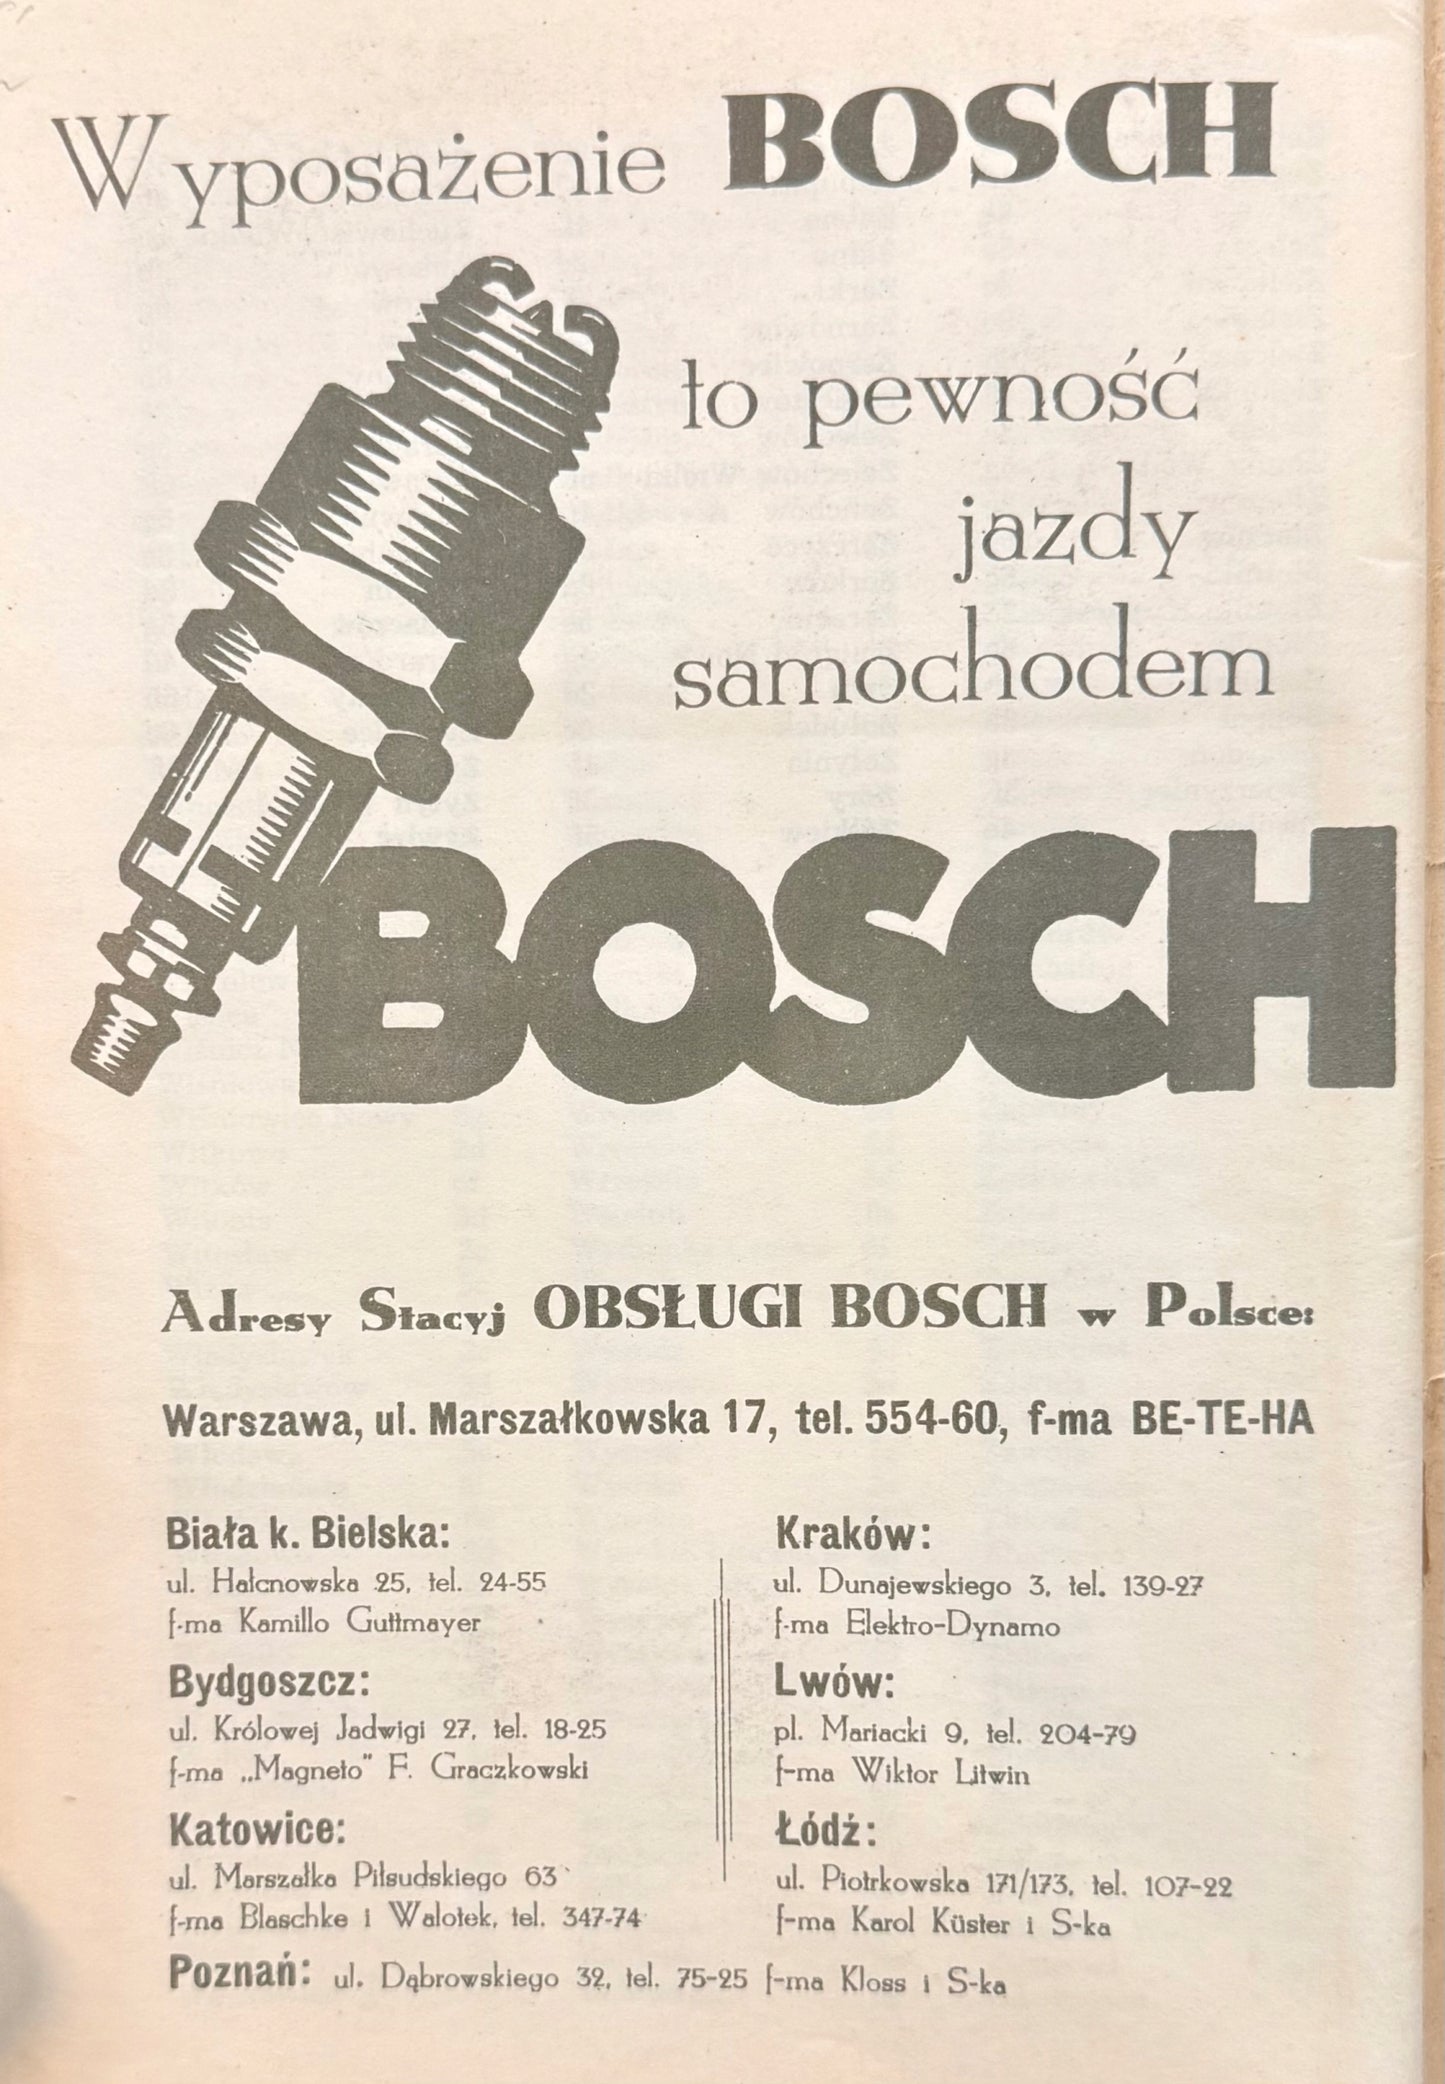 Wyposażenie BOSCH
to pewność
jazdy
samochodem
BOSCH
Adresy Stacyj OBSŁUGI BOSCH w Polsce:
Warszawa, ul. Marszałkowska 17, tel. 554-60, f-ma BE-TE-HA
Biała k. Bielska:
ul. Hałcnowska 25, tel. 24-55
f-ma Kamillo Guttmayer
Bydgoszcz:
ul. Królowej Jadwigi 27, tel. 18-25
f-ma „Magneto" F. Graczkowski
Katowice:
ul. Marszałka Piłsudskiego 63
f-ma Blaschke i Walotek, tel. 347-74
Kraków:
ul. Dunajewskiego 3, tel. 139-27
f-ma Elektro-Dynamo
Lwów:
pl. Mariacki 9, tel. 204-79
f-ma Wiktor Litwin
Łódź:
ul. Piotrkowska 171/173, tel. 107-22
f-ma Karol Küster i S-ka
Poznań: ul. Dąbrowskiego 32, tel. 75-25 f-ma Kloss i S-ka